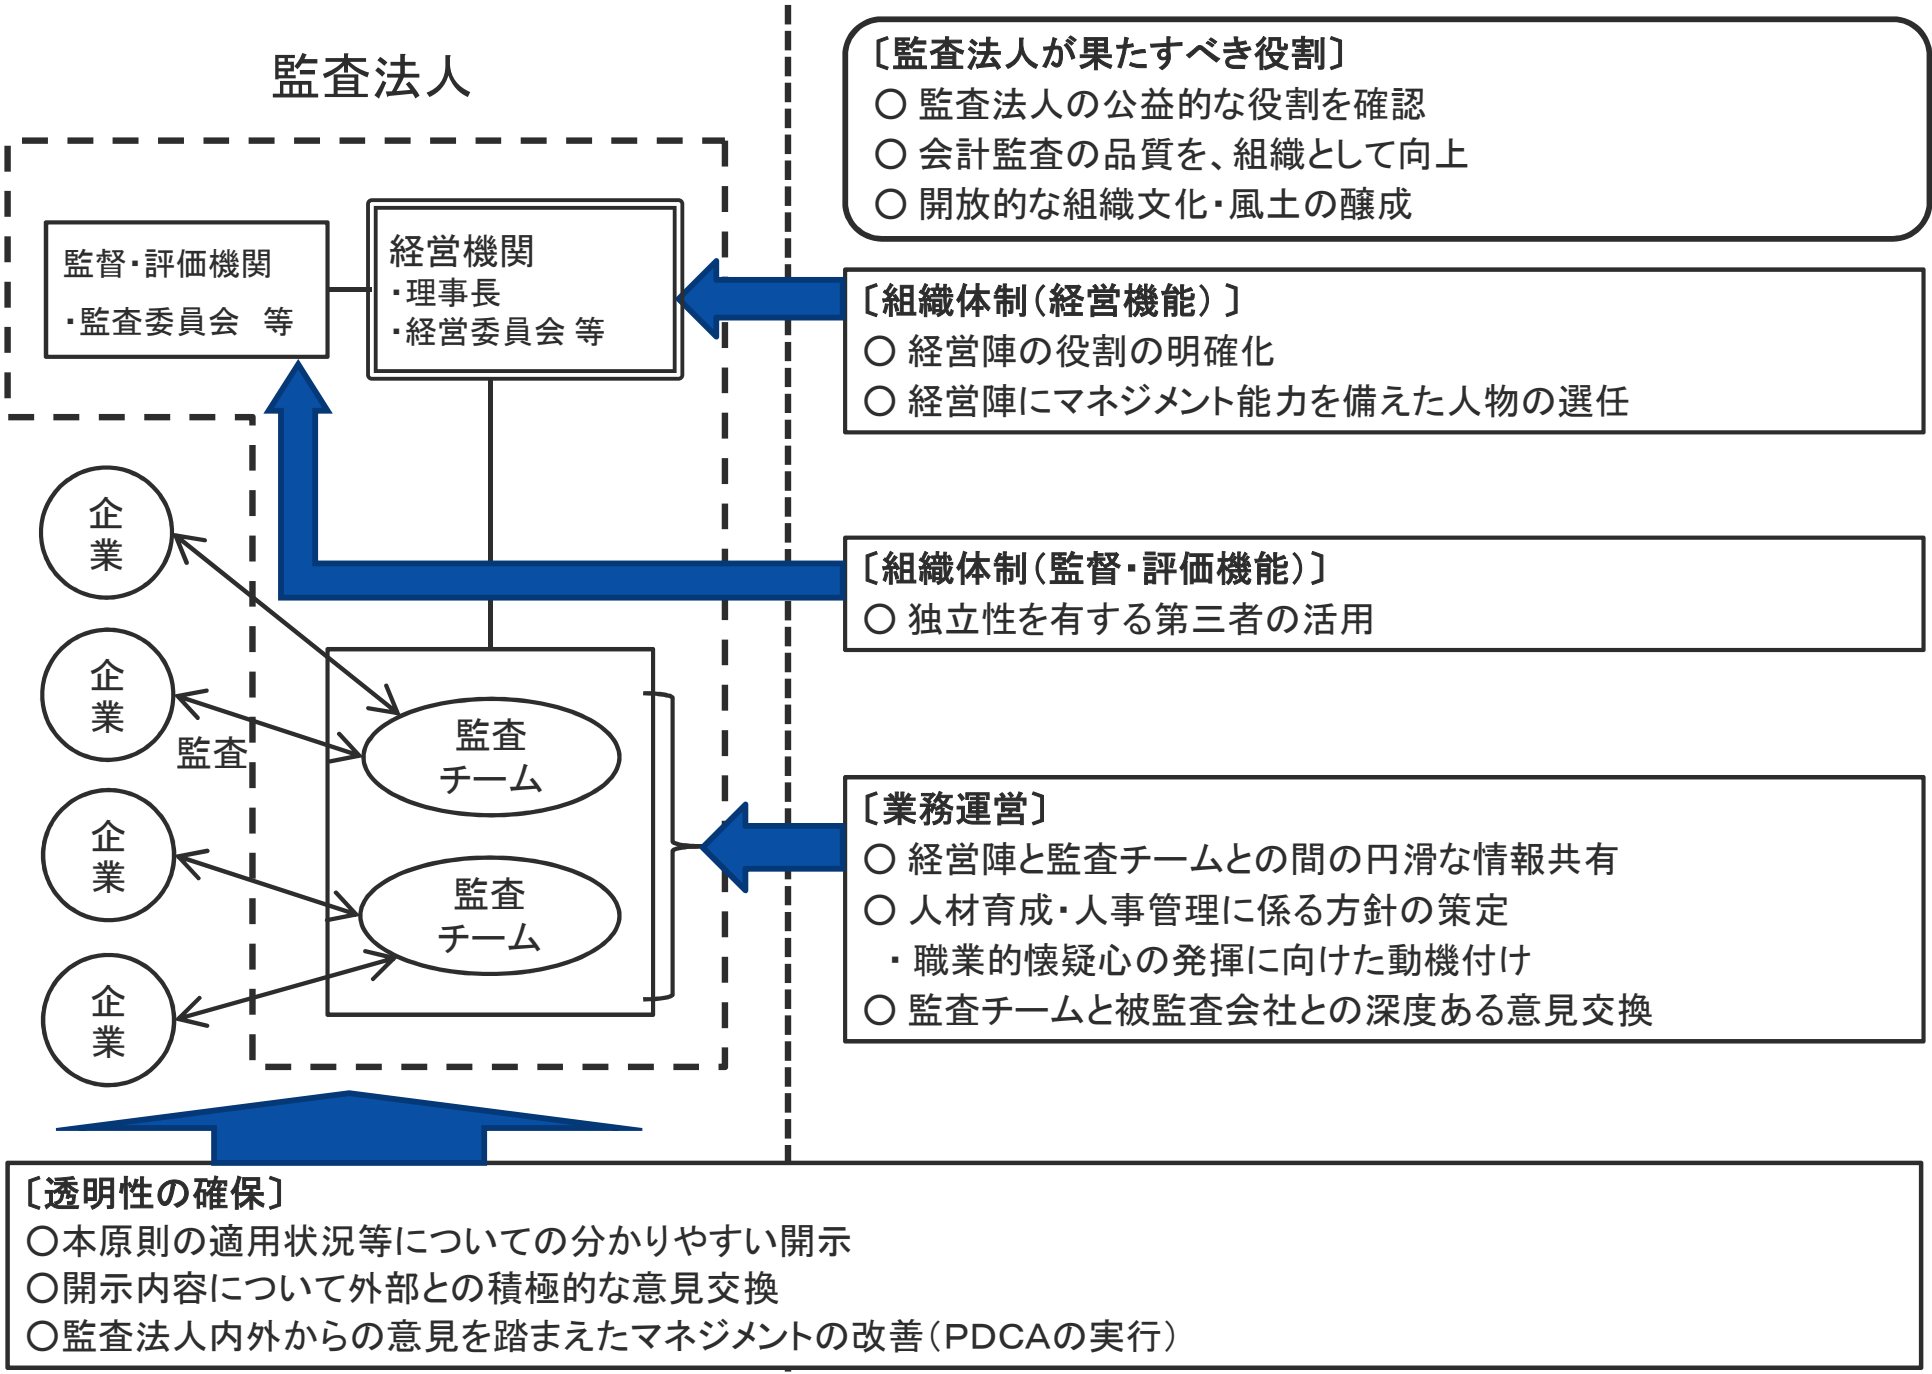 監査法人
監督・評価機関
・監査委員会　等
経営機関
・理事長
・経営委員会 等
企
業
企
業
監査
企
業
企
業
監査
チーム
監査
チーム
〔監査法人が果たすべき役割〕
○ 監査法人の公益的な役割を確認
○ 会計監査の品質を、組織として向上
○ 開放的な組織文化・風土の醸成
〔組織体制（経営機能）〕
○ 経営陣の役割の明確化
○ 経営陣にマネジメント能力を備えた人物の選任
〔組織体制（監督・評価機能）〕
○ 独立性を有する第三者の活用
〔業務運営〕
○ 経営陣と監査チームとの間の円滑な情報共有
○ 人材育成・人事管理に係る方針の策定
・ 職業的懐疑心の発揮に向けた動機付け
○ 監査チームと被監査会社との深度ある意見交換
〔透明性の確保〕
○本原則の適用状況等についての分かりやすい開示
○開示内容について外部との積極的な意見交換
○監査法人内外からの意見を踏まえたマネジメントの改善（PDCAの実行）